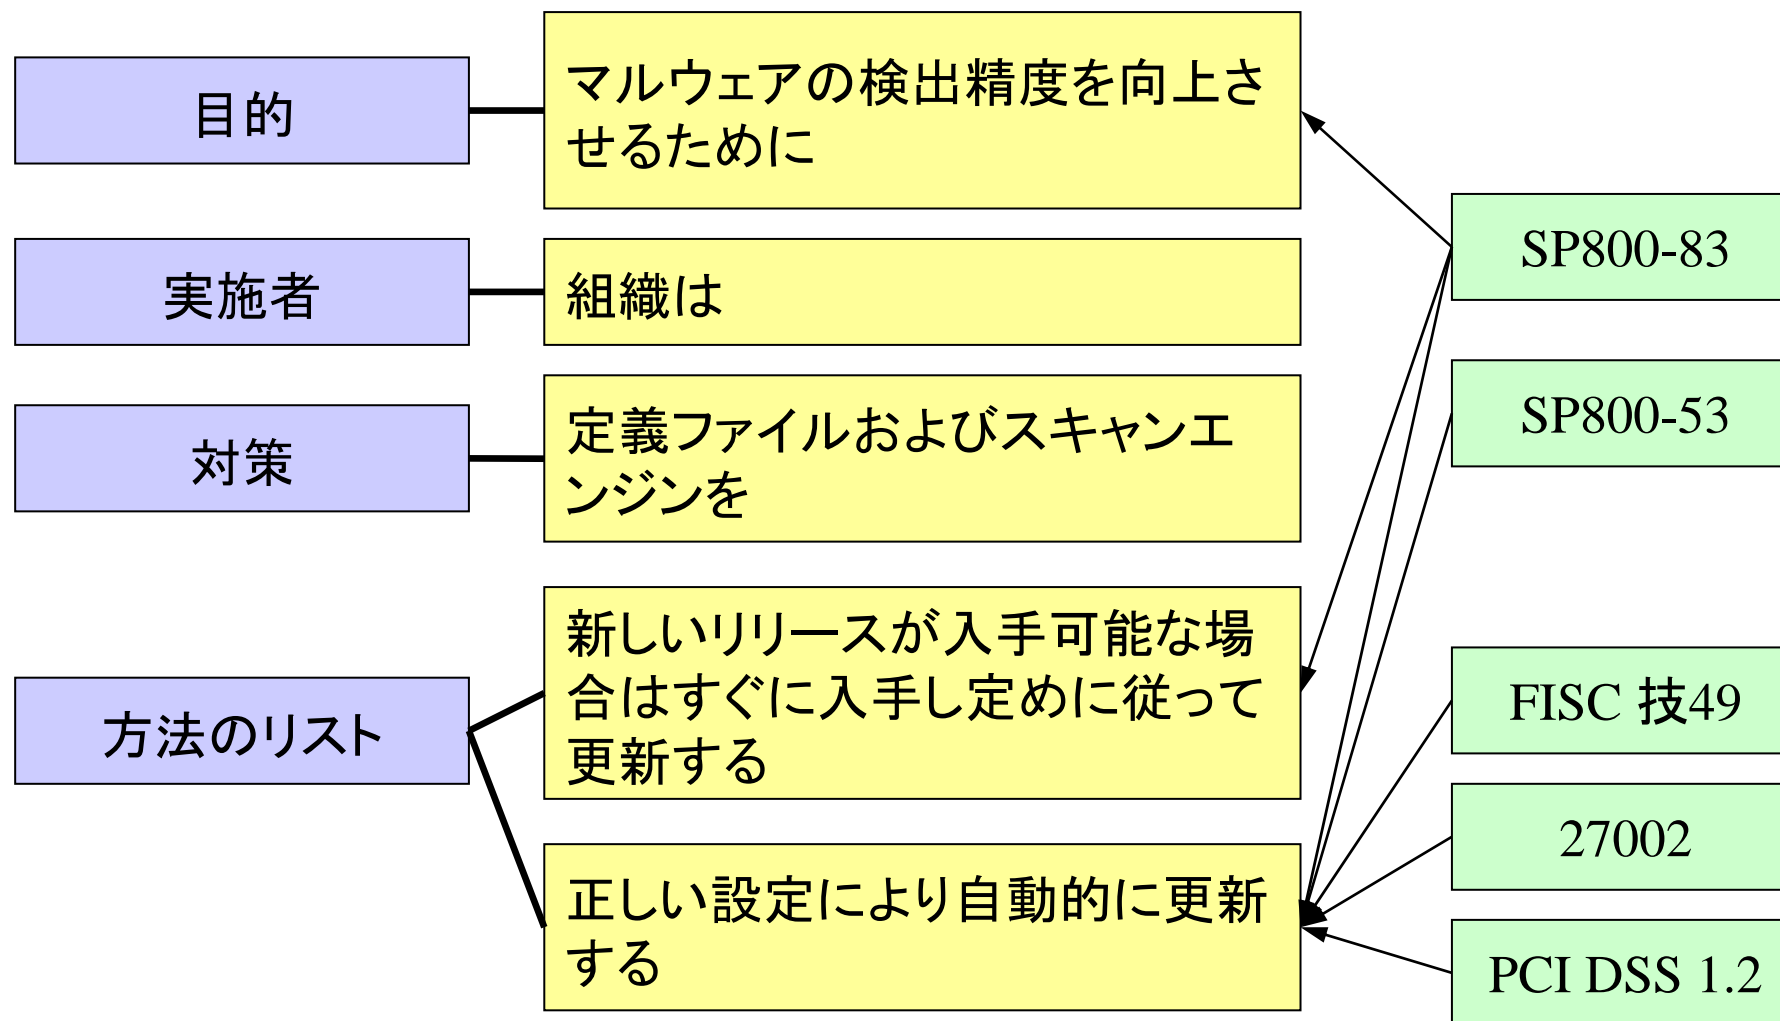 目的
マルウェアの検出精度を向上さ
せるために
実施者
組織は
対策
定義ファイルおよびスキャンエ
ンジンを
方法のリスト
新しいリリースが入手可能な場
合はすぐに入手し定めに従って
更新する
正しい設定により自動的に更新
する
SP800-83
SP800-53
FISC 技49
27002
PCI DSS 1.2